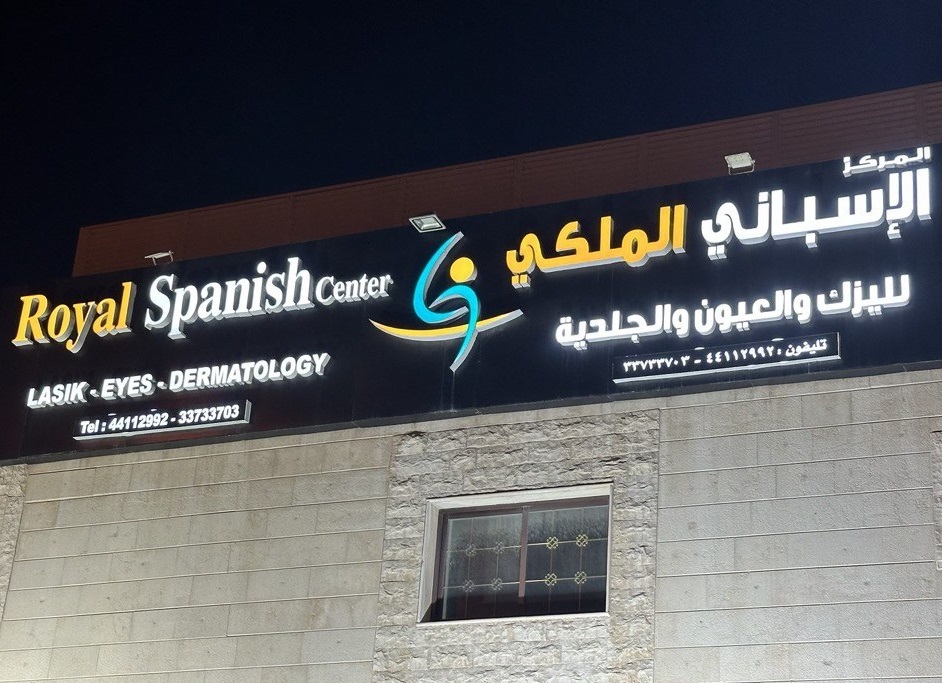 Royal Spanish Center
LASIK - EYES - DERMATOLOGY
Tel : 44112992 - 33733703
المركز
الإسباني الملكي
لليزك والعيون والجلدية
تليفون : ٤٤١١٢٩٩٢ - ٣٣٧٣٣٧٠٣